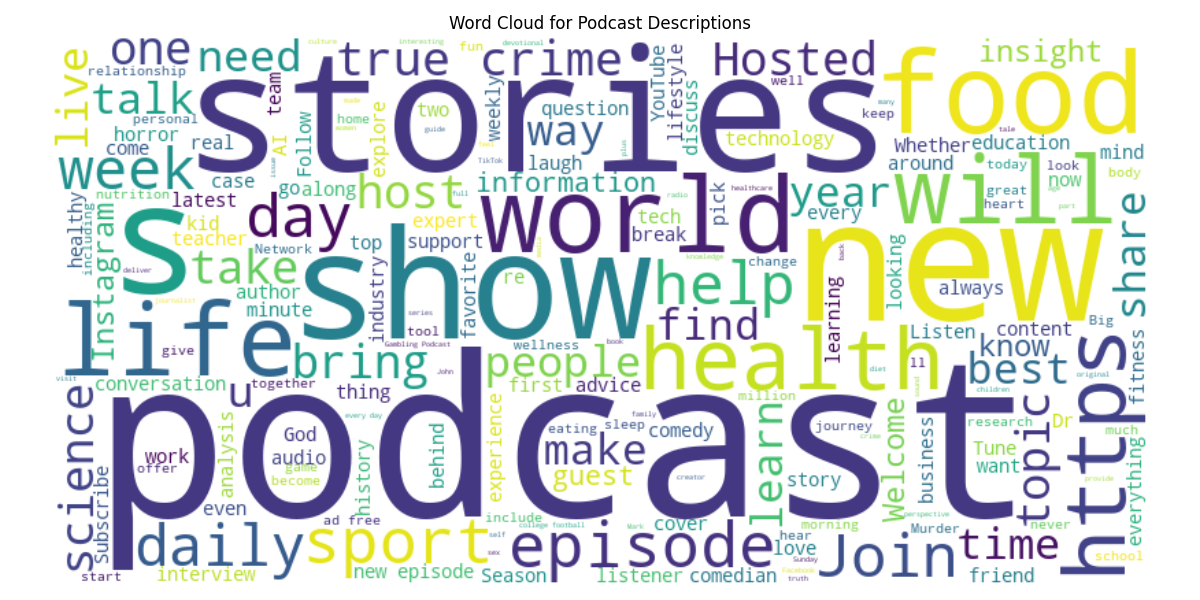 Word Cloud for Podcast Descriptions
one need true crime Hosted insight
culture interesting fun devotional
live relationship talk stories food
team well YouTube lifestyle many
personal home two weekly question discuss keep
horror real AI Follow explore guide way technology tale
come Whether education
week case laugh around today look mind
issue TikTok plus great now body
nutrition go along host full information healthcare year will heart age part
healthy including latest radio pick every
s kid day expert world tech new share
teacher Network top support break
Instagram take industry favorite re knowledge change back looking always
deliver author help learning
journalist minute series find
life show tool Listen content Big
give Gambling Podcast wellness book know
bring people health ll best fitness
visit conversation together John first advice diet original
u thing million children
science podcast https
analysis every day experience family learn journey Welcome business research Dr much
God eating sleep comedy crime topic
work audio history behind make Tune everything
offer game guest creator story want provide
become
subscribe even ad free include cover morning perspective never
college football Mark Murder
daily sport self episode hear Join time school
sex love Sunday
start interview new episode Season listener comedian Facebook friend
truth